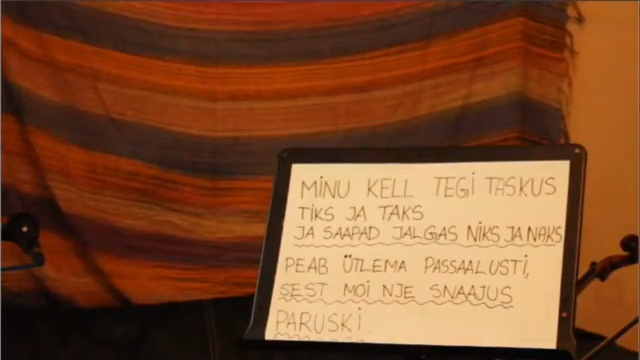 MINU KELL TEGI TASKUS
TIKS JA TAKS
JA SAAPAD JALGAS NIKS JA NAKS
PEAB ÜTLEMA PASSAALUSTI,
SEST MOI NJE SNAAJUS
PARUSKI.